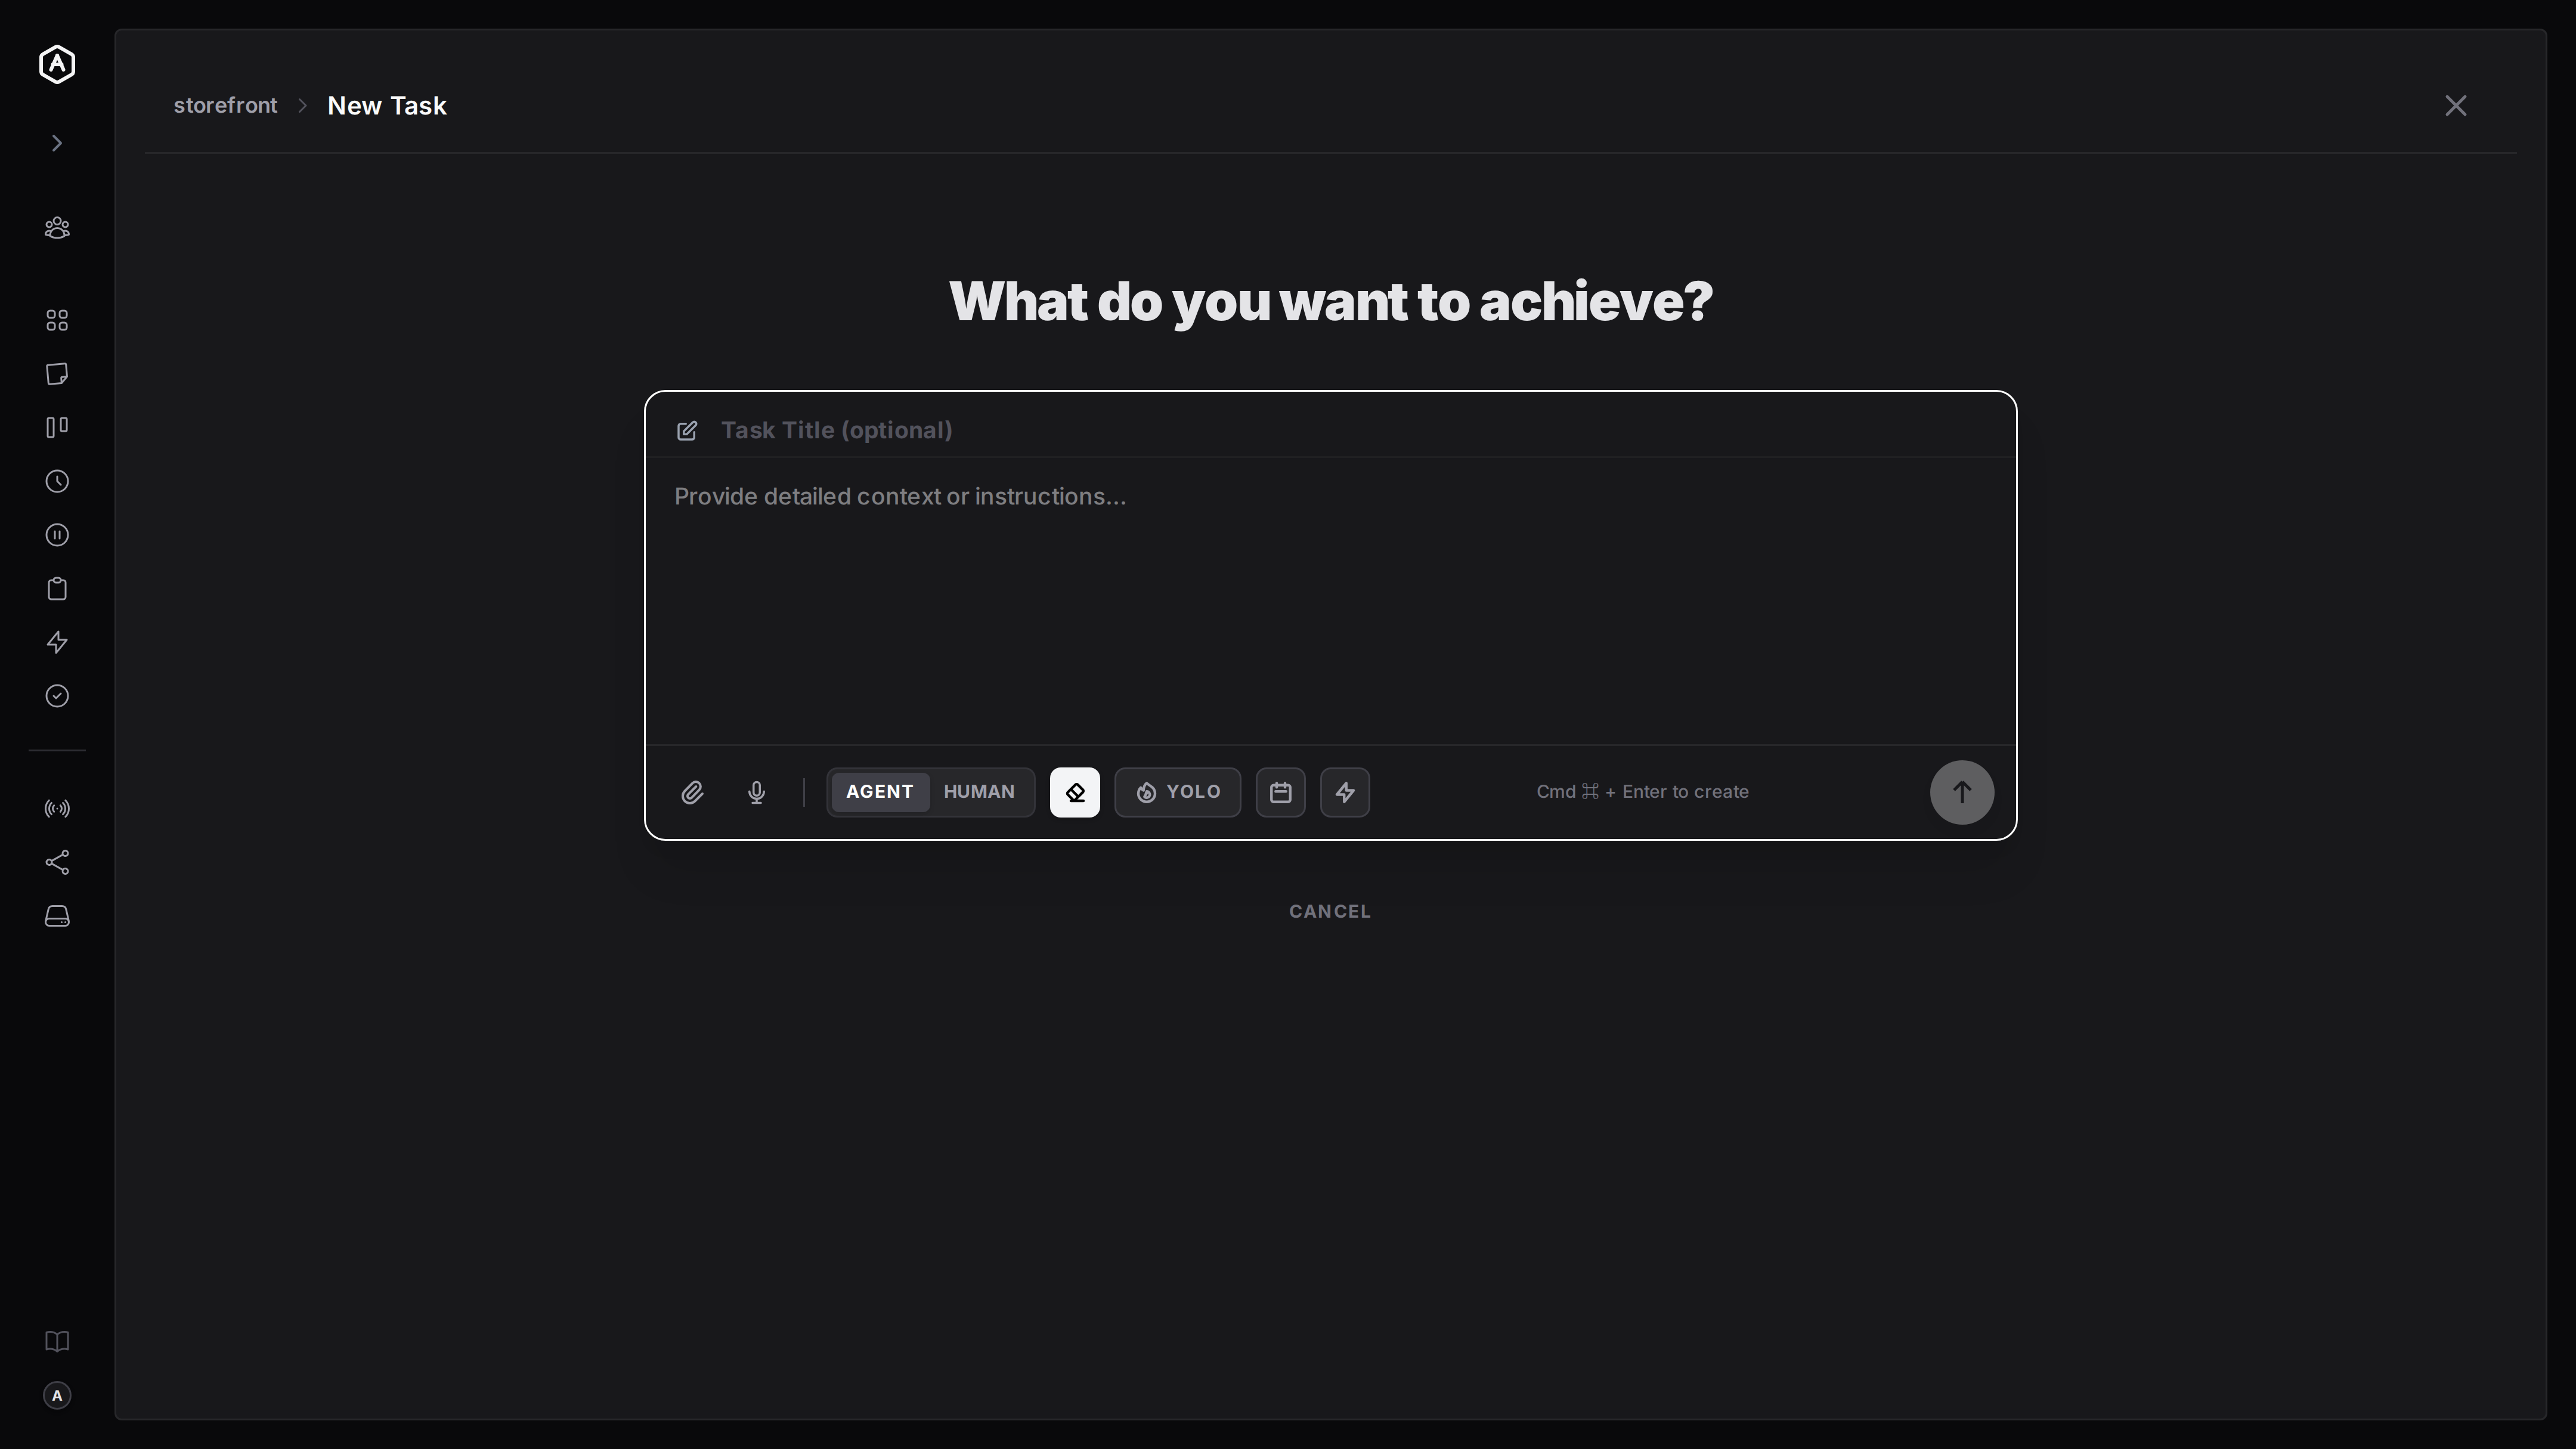 storefront > New Task
What do you want to achieve?
Task Title (optional)
Provide detailed context or instructions...
AGENT HUMAN YOLO Cmd ⌘ + Enter to create
CANCEL
A